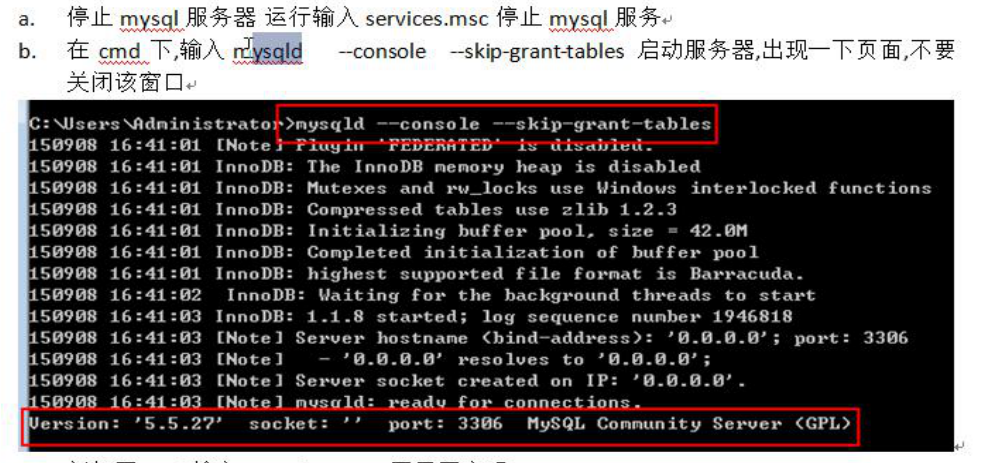 a. 停止 mysql 服务器 运行输入 services.msc 停止 mysql 服务
b. 在 cmd 下,输入 mysqld --console --skip-grant-tables 启动服务器,出现一下页面,不要
关闭该窗口
C:\Users\Administrator>mysqld --console --skip-grant-tables
150908 16:41:01 [Note] Plugin 'FEDERATED' is disabled.
150908 16:41:01 InnoDB: The InnoDB memory heap is disabled
150908 16:41:01 InnoDB: Mutexes and rw_locks use Windows interlocked functions
150908 16:41:01 InnoDB: Compressed tables use zlib 1.2.3
150908 16:41:01 InnoDB: Initializing buffer pool, size = 42.0M
150908 16:41:01 InnoDB: Completed initialization of buffer pool
150908 16:41:01 InnoDB: highest supported file format is Barracuda.
150908 16:41:02  InnoDB: Waiting for the background threads to start
150908 16:41:03 InnoDB: 1.1.8 started; log sequence number 1946818
150908 16:41:03 [Note] Server hostname (bind-address): '0.0.0.0'; port: 3306
150908 16:41:03 [Note]   - '0.0.0.0' resolves to '0.0.0.0';
150908 16:41:03 [Note] Server socket created on IP: '0.0.0.0'.
150908 16:41:03 [Note] mysqld: ready for connections.
Version: '5.5.27'  socket: ''  port: 3306  MySQL Community Server (GPL)